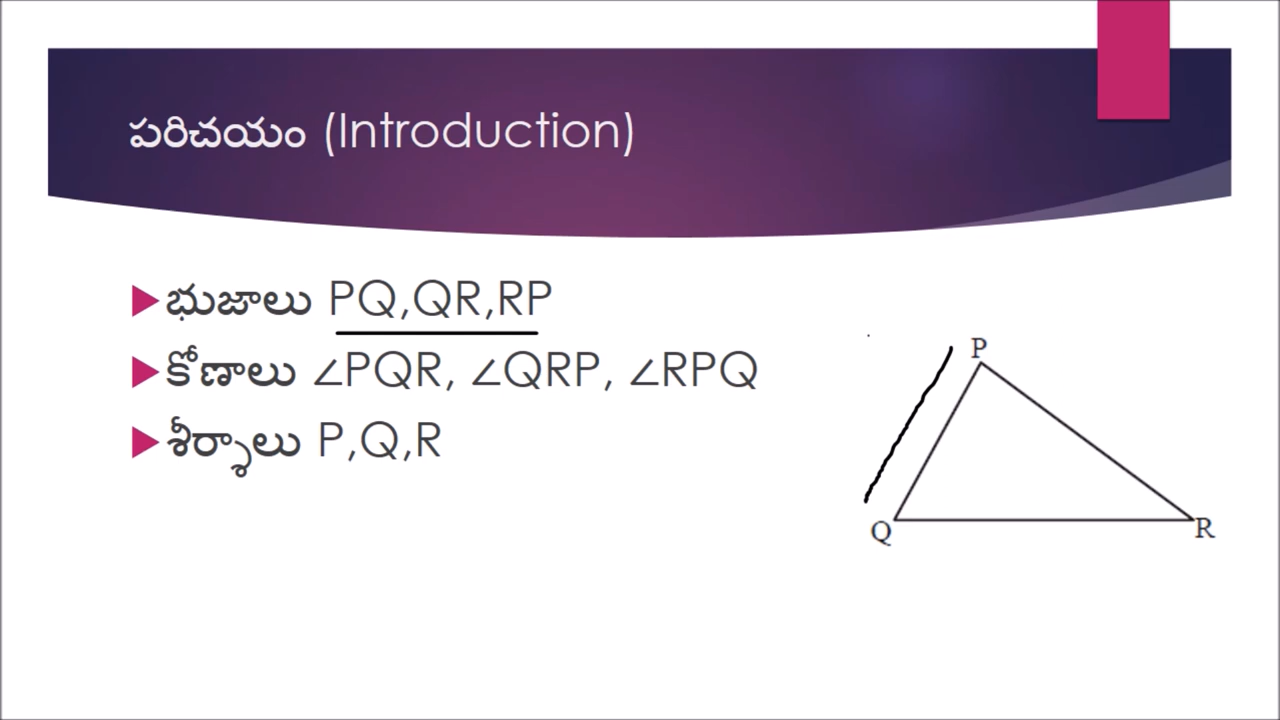 పరిచయం (Introduction)
భుజాలు PQ,QR,RP
కోణాలు ∠PQR, ∠QRP, ∠RPQ
శీర్శాలు P,Q,R
P
Q
R